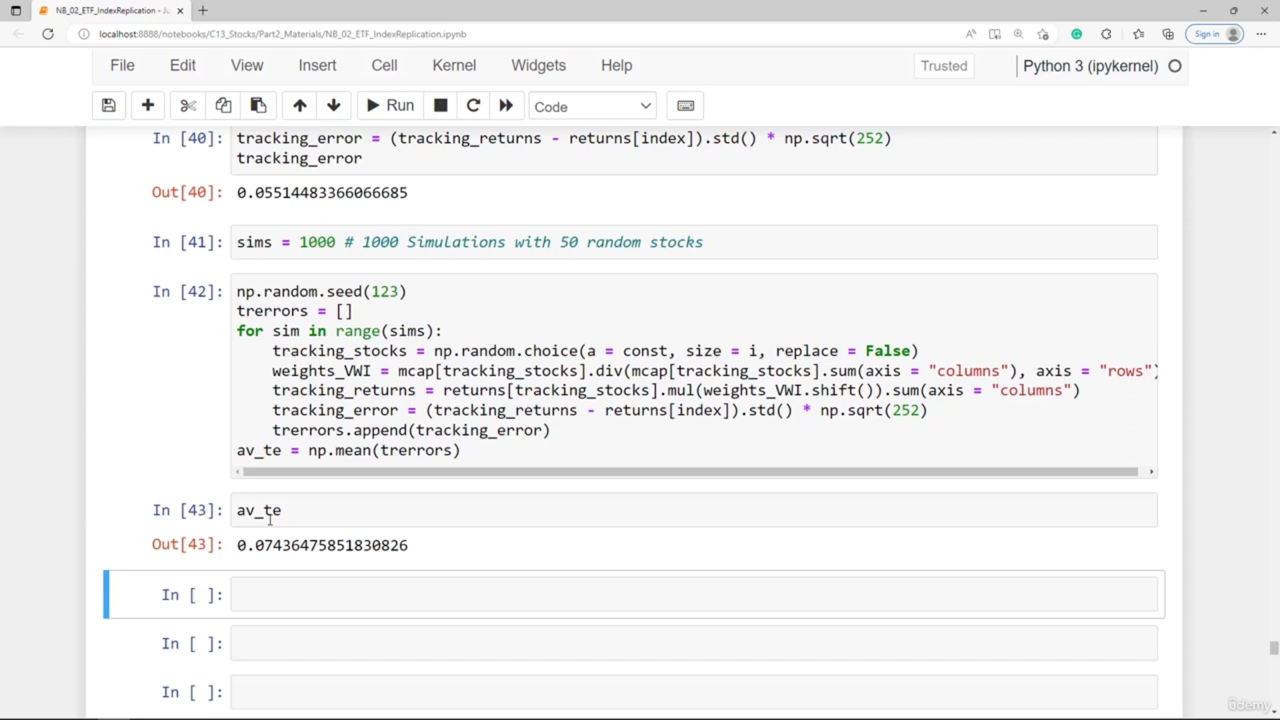 NB_02_ETF_IndexReplication - Ju
localhost:8888/notebooks/C13_Stocks/Part2_Materials/NB_02_ETF_IndexReplication.ipynb
Sign in
File Edit View Insert Cell Kernel Widgets Help Trusted Python 3 (ipykernel)
Run Code
In [40]: tracking_error = (tracking_returns - returns[index]).std() * np.sqrt(252)
tracking_error
Out[40]: 0.05514483366066685
In [41]: sims = 1000 # 1000 Simulations with 50 random stocks
In [42]: np.random.seed(123)
trerrors = []
for sim in range(sims):
tracking_stocks = np.random.choice(a = const, size = i, replace = False)
weights_VWI = mcap[tracking_stocks].div(mcap[tracking_stocks].sum(axis = "columns"), axis = "rows")
tracking_returns = returns[tracking_stocks].mul(weights_VWI.shift()).sum(axis = "columns")
tracking_error = (tracking_returns - returns[index]).std() * np.sqrt(252)
trerrors.append(tracking_error)
av_te = np.mean(trerrors)
In [43]: av_te
Out[43]: 0.07436475851830826
In [ ]:
In [ ]:
In [ ]:
ûdemy